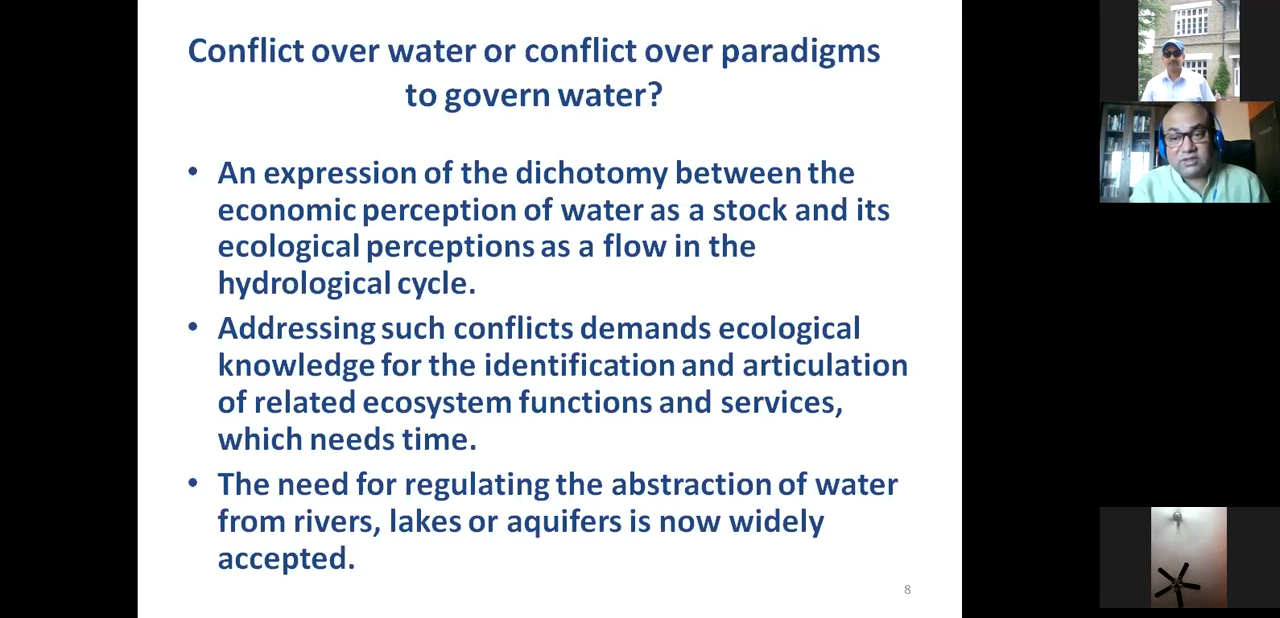 Conflict over water or conflict over paradigms
to govern water?
• An expression of the dichotomy between the
economic perception of water as a stock and its
ecological perceptions as a flow in the
hydrological cycle.
• Addressing such conflicts demands ecological
knowledge for the identification and articulation
of related ecosystem functions and services,
which needs time.
• The need for regulating the abstraction of water
from rivers, lakes or aquifers is now widely
accepted.
8